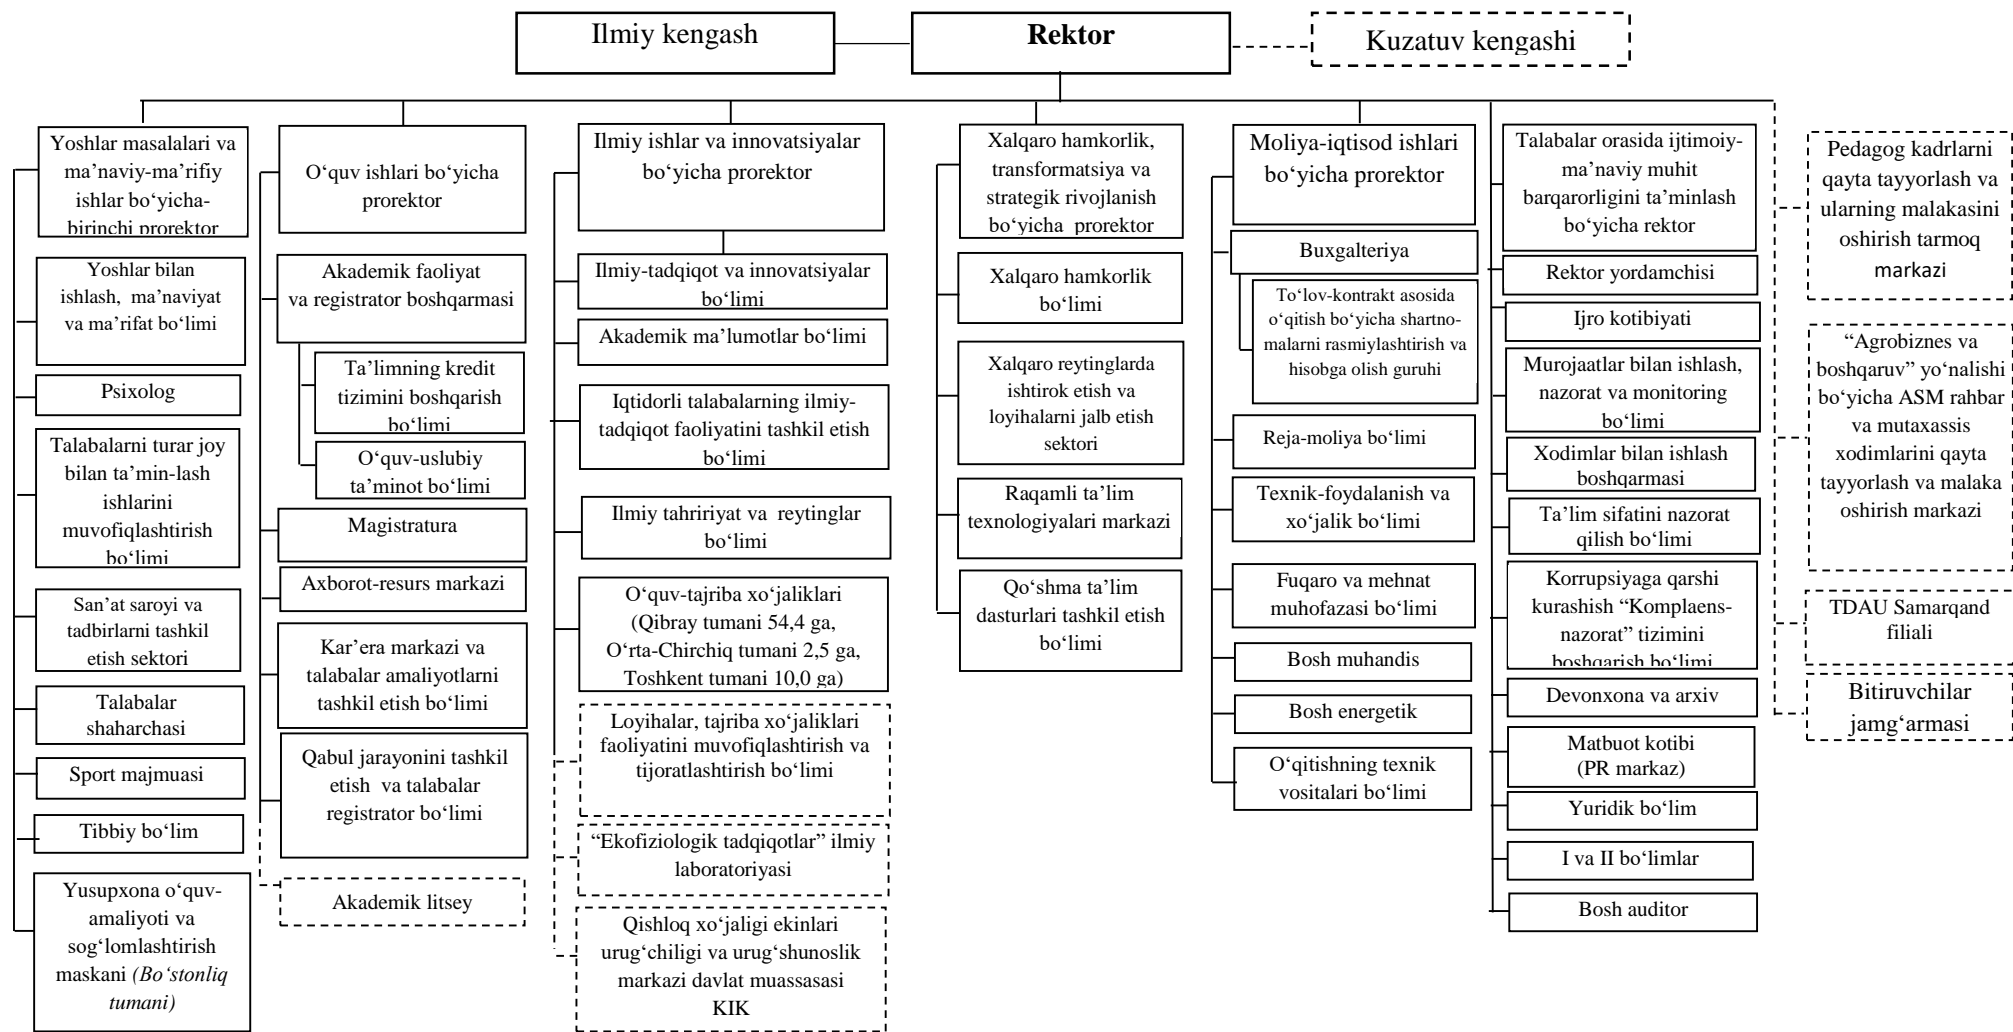 Ilmiy kengash
Rektor
Kuzatuv kengashi
Yoshlar masalalari va
ma’naviy-ma’rifiy
ishlar bo‘yicha-
birinchi prorektor
Yoshlar bilan
ishlash, ma’naviyat
va ma’rifat bo‘limi
Psixolog
Talabalarni turar joy
bilan ta’min-lash
ishlarini
muvofiqlashtirish
bo‘limi
San’at saroyi va
tadbirlarni tashkil
etish sektori
Talabalar
shaharchasi
Sport majmuasi
Tibbiy bo‘lim
Yusupxona o‘quv-
amaliyoti va
sog‘lomlashtirish
maskani (Bo‘stonliq
tumani)
O‘quv ishlari bo‘yicha
prorektor
Akademik faoliyat
va registrator boshqarmasi
Ta’limning kredit
tizimini boshqarish
bo‘limi
O‘quv-uslubiy
ta’minot bo‘limi
Magistratura
Axborot-resurs markazi
Kar’era markazi va
talabalar amaliyotlarni
tashkil etish bo‘limi
Qabul jarayonini tashkil
etish va talabalar
registrator bo‘limi
Akademik litsey
Ilmiy ishlar va innovatsiyalar
bo‘yicha prorektor
Ilmiy-tadqiqot va innovatsiyalar
bo‘limi
Akademik ma’lumotlar bo‘limi
Iqtidorli talabalarning ilmiy-
tadqiqot faoliyatini tashkil etish
bo‘limi
Ilmiy tahririyat va reytinglar
bo‘limi
O‘quv-tajriba xo‘jaliklari
(Qibray tumani 54,4 ga,
O‘rta-Chirchiq tumani 2,5 ga,
Toshkent tumani 10,0 ga)
Loyihalar, tajriba xo‘jaliklari
faoliyatini muvofiqlashtirish va
tijoratlashtirish bo‘limi
“Ekofiziologik tadqiqotlar” ilmiy
laboratoriyasi
Qishloq xo‘jaligi ekinlari
urug‘chiligi va urug‘shunoslik
markazi davlat muassasasi
KIK
Xalqaro hamkorlik,
transformatsiya va
strategik rivojlanish
bo‘yicha prorektor
Xalqaro hamkorlik
bo‘limi
Xalqaro reytinglarda
ishtirok etish va
loyihalarni jalb etish
sektori
Raqamli ta’lim
texnologiyalari markazi
Qo‘shma ta’lim
dasturlari tashkil etish
bo‘limi
Moliya-iqtisod ishlari
bo‘yicha prorektor
Buxgalteriya
To‘lov-kontrakt asosida
o‘qitish bo‘yicha shartno-
malarni rasmiylashtirish va
hisobga olish guruhi
Reja-moliya bo‘limi
Texnik-foydalanish va
xo‘jalik bo‘limi
Fuqaro va mehnat
muhofazasi bo‘limi
Bosh muhandis
Bosh energetik
O‘qitishning texnik
vositalari bo‘limi
Talabalar orasida ijtimoiy-
ma’naviy muhit
barqarorligini ta’minlash
bo‘yicha rektor
Rektor yordamchisi
Ijro kotibiyati
Murojaatlar bilan ishlash,
nazorat va monitoring
bo‘limi
Xodimlar bilan ishlash
boshqarmasi
Ta’lim sifatini nazorat
qilish bo‘limi
Korrupsiyaga qarshi
kurashish “Komplaens-
nazorat” tizimini
boshqarish bo‘limi
Devonxona va arxiv
Matbuot kotibi
(PR markaz)
Yuridik bo‘lim
I va II bo‘limlar
Bosh auditor
Pedagog kadrlarni
qayta tayyorlash va
ularning malakasini
oshirish tarmoq
markazi
“Agrobiznes va
boshqaruv” yo‘nalishi
bo‘yicha ASM rahbar
va mutaxassis
xodimlarini qayta
tayyorlash va malaka
oshirish markazi
TDAU Samarqand
filiali
Bitiruvchilar
jamg‘armasi